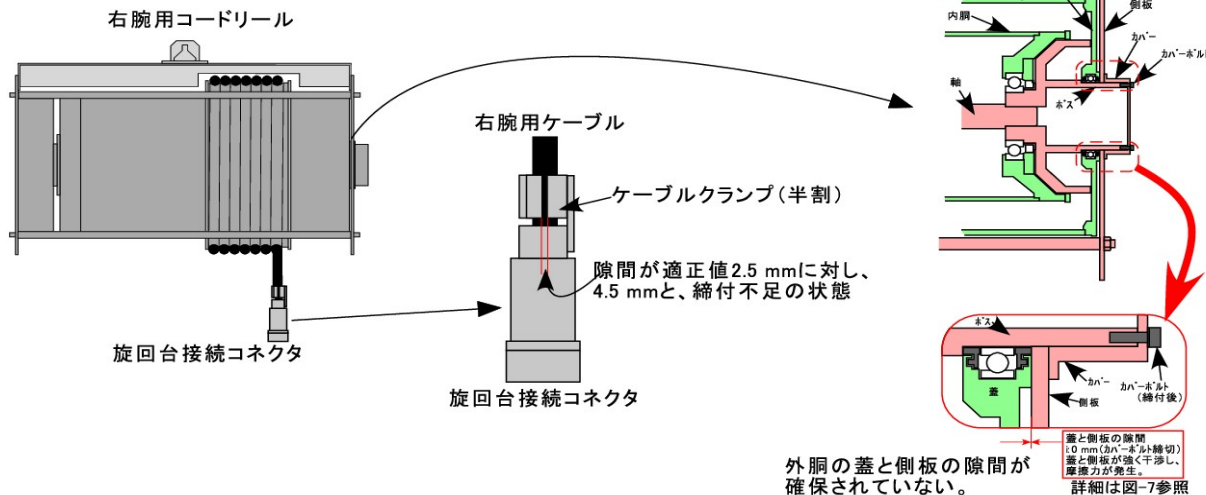 右腕用コードリール
旋回台接続コネクタ
右腕用ケーブル
ケーブルクランプ（半割）
隙間が適正値2.5 mmに対し、
4.5 mmと、締付不足の状態
旋回台接続コネクタ
内胴
側板
カバー
カバーボルト
軸
ボス
ボス
蓋
カバー
側板
カバーボルト
（締付後）
外胴の蓋と側板の隙間が
確保されていない。
蓋と側板の隙間
0 mm(カバーボルト締切)
蓋と側板が強く干渉し、
摩擦力が発生。
詳細は図-7参照